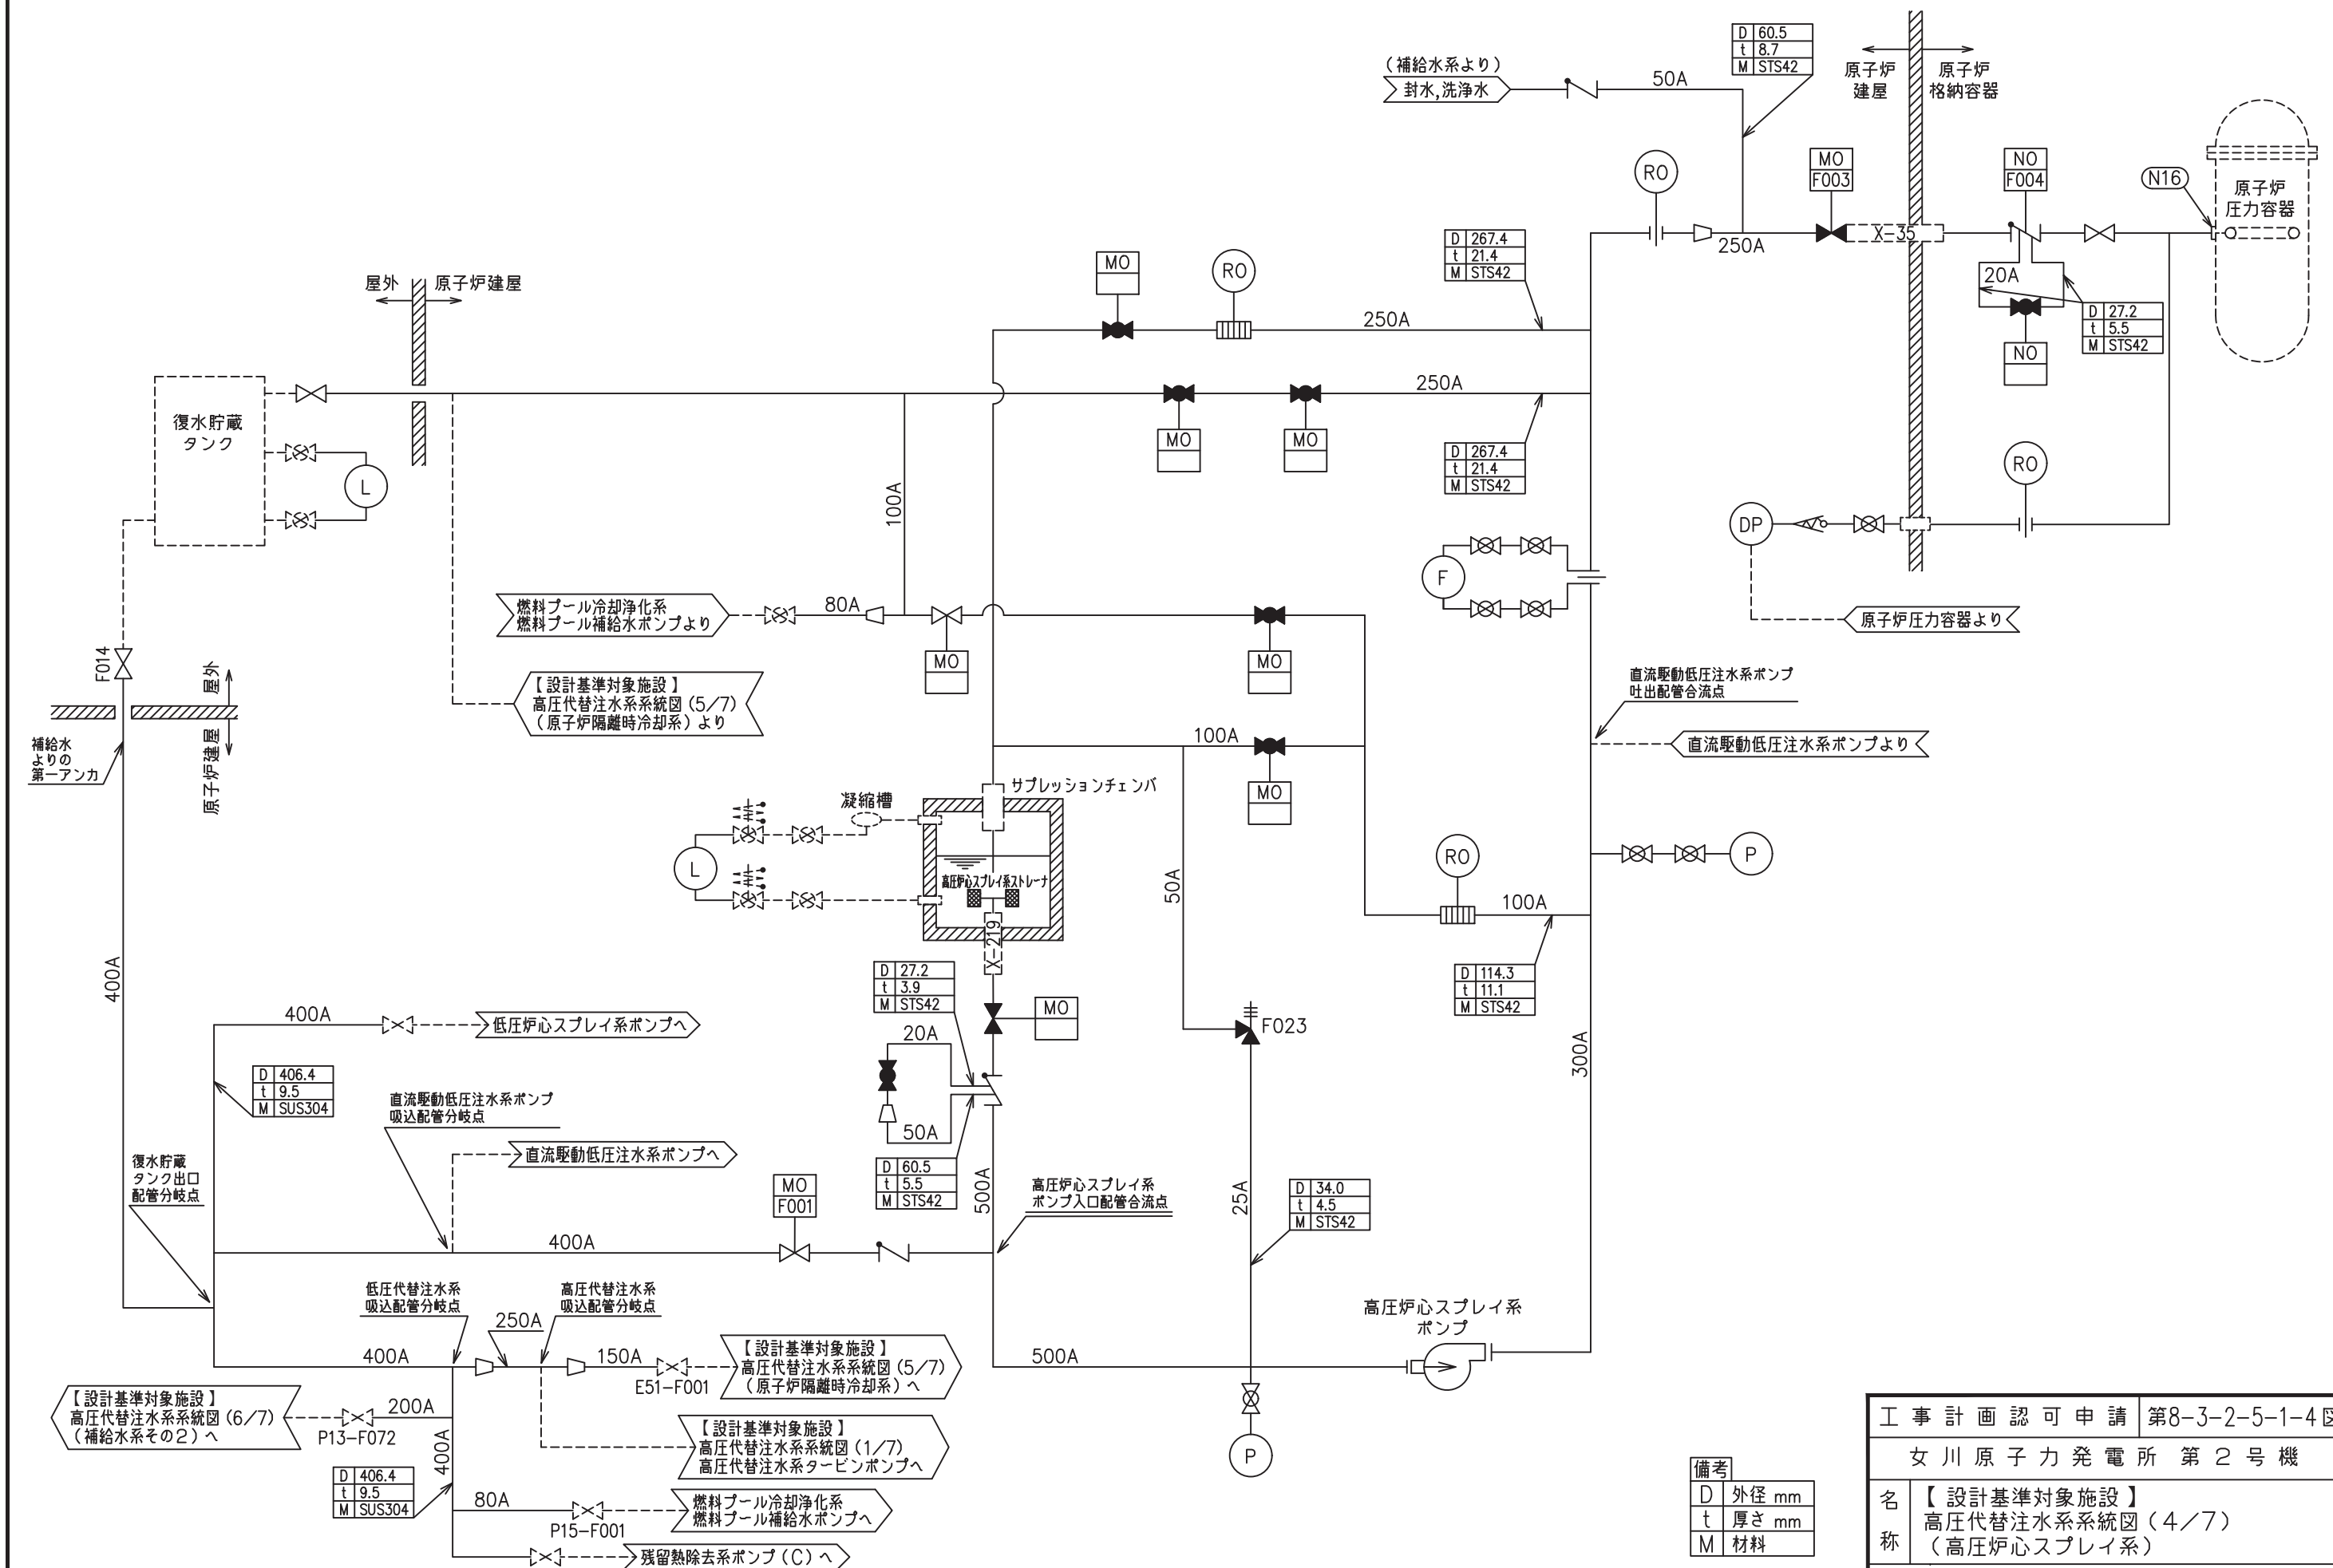 (補給水系より)
封水,洗浄水
50A
D 60.5
t 8.7
M STS42
原子炉
建屋
原子炉
格納容器
RO
MO
F003
NO
F004
N16
原子炉
圧力容器
250A
X-35
20A
NO
D 27.2
t 5.5
M STS42
D 267.4
t 21.4
M STS42
MO
RO
250A
屋外
原子炉建屋
復水貯蔵
タンク
L
250A
MO
MO
D 267.4
t 21.4
M STS42
100A
RO
DP
原子炉圧力容器より
F
燃料プール冷却浄化系
燃料プール補給水ポンプより
80A
MO
MO
F014
屋外
原子炉建屋
【設計基準対象施設】
高圧代替注水系系統図(5/7)
(原子炉隔離時冷却系)より
直流駆動低圧注水系ポンプ
吐出配管合流点
直流駆動低圧注水系ポンプより
補給水
よりの
第一アンカ
100A
MO
サプレッションチェンバ
凝縮槽
L
高圧炉心スプレイ系ストレーナ
X-219
50A
RO
P
100A
D 114.3
t 11.1
M STS42
400A
D 27.2
t 3.9
M STS42
MO
20A
50A
F023
300A
400A
低圧炉心スプレイ系ポンプへ
D 406.4
t 9.5
M SUS304
直流駆動低圧注水系ポンプ
吸込配管分岐点
直流駆動低圧注水系ポンプへ
D 60.5
t 5.5
M STS42
500A
復水貯蔵
タンク出口
配管分岐点
MO
F001
高圧炉心スプレイ系
ポンプ入口配管合流点
25A
D 34.0
t 4.5
M STS42
400A
低圧代替注水系
吸込配管分岐点
高圧代替注水系
吸込配管分岐点
250A
400A
150A
E51-F001
【設計基準対象施設】
高圧代替注水系系統図(5/7)
(原子炉隔離時冷却系)へ
500A
高圧炉心スプレイ系
ポンプ
【設計基準対象施設】
高圧代替注水系系統図(6/7)
(補給水系その2)へ
200A
P13-F072
400A
【設計基準対象施設】
高圧代替注水系系統図(1/7)
高圧代替注水系タービンポンプへ
P
D 406.4
t 9.5
M SUS304
80A
P15-F001
燃料プール冷却浄化系
燃料プール補給水ポンプへ
残留熱除去系ポンプ(C)へ
備考
D 外径 mm
t 厚さ mm
M 材料
工事計画認可申請 第8-3-2-5-1-4図
女川原子力発電所 第2号機
名称
【設計基準対象施設】
高圧代替注水系系統図(4/7)
(高圧炉心スプレイ系)